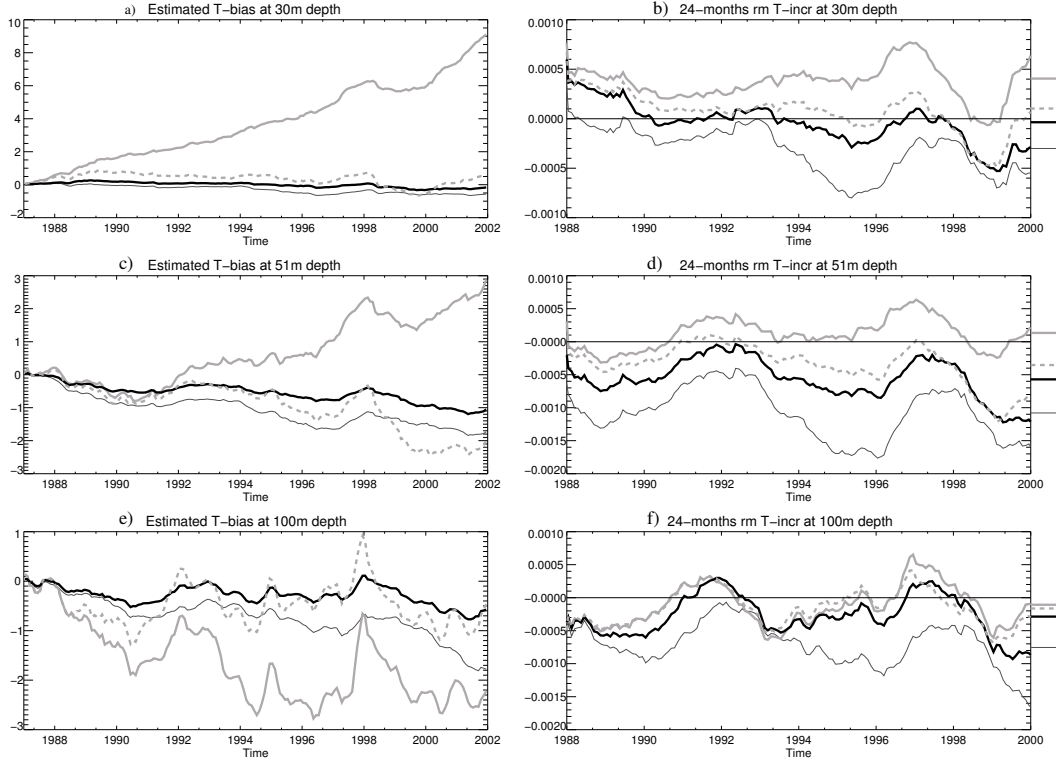 a) Estimated T−bias at 30m depth
10
8
6
4
2
0
−2
1988 1990 1992 1994 1996 1998 2000 2002
Time
b) 24−months rm T−incr at 30m depth
0.0010
0.0005
0.0000
−0.0005
−0.0010
1988 1990 1992 1994 1996 1998 2000
Time
c) Estimated T−bias at 51m depth
3
2
1
0
−1
−2
−3
1988 1990 1992 1994 1996 1998 2000 2002
Time
d) 24−months rm T−incr at 51m depth
0.0010
0.0005
−0.0000
−0.0005
−0.0010
−0.0015
−0.0020
1988 1990 1992 1994 1996 1998 2000
Time
e) Estimated T−bias at 100m depth
1
0
−1
−2
−3
1988 1990 1992 1994 1996 1998 2000 2002
Time
f) 24−months rm T−incr at 100m depth
0.0010
0.0005
−0.0000
−0.0005
−0.0010
−0.0015
−0.0020
1988 1990 1992 1994 1996 1998 2000
Time